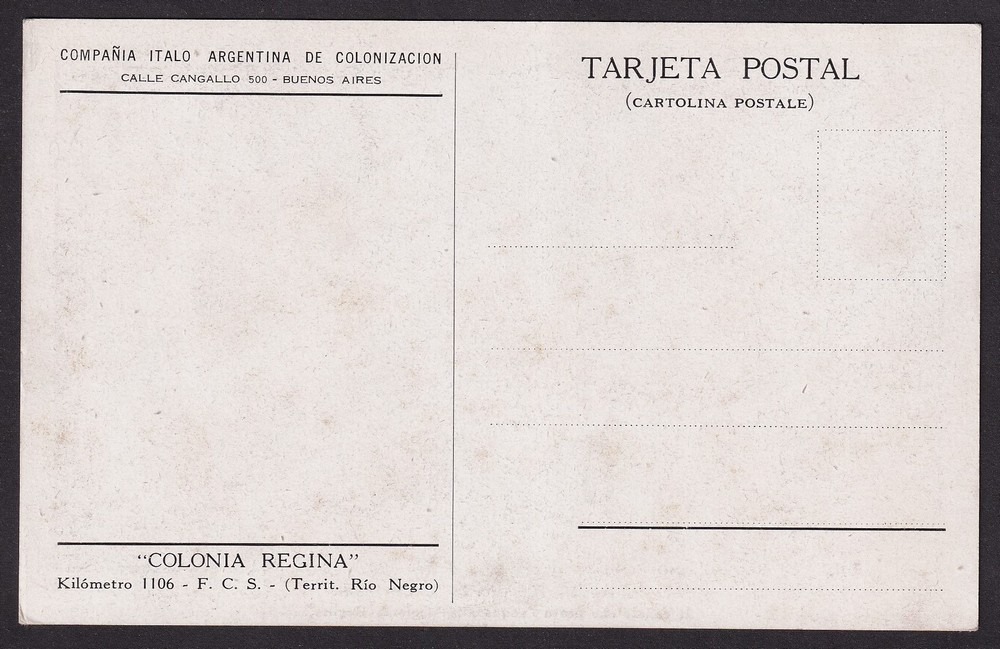 COMPAÑIA ITALO ARGENTINA DE COLONIZACION
CALLE CANGALLO 500 - BUENOS AIRES
"COLONIA REGINA"
Kilómetro 1106 - F. C. S. - (Territ. Río Negro)
TARJETA POSTAL
(CARTOLINA POSTALE)